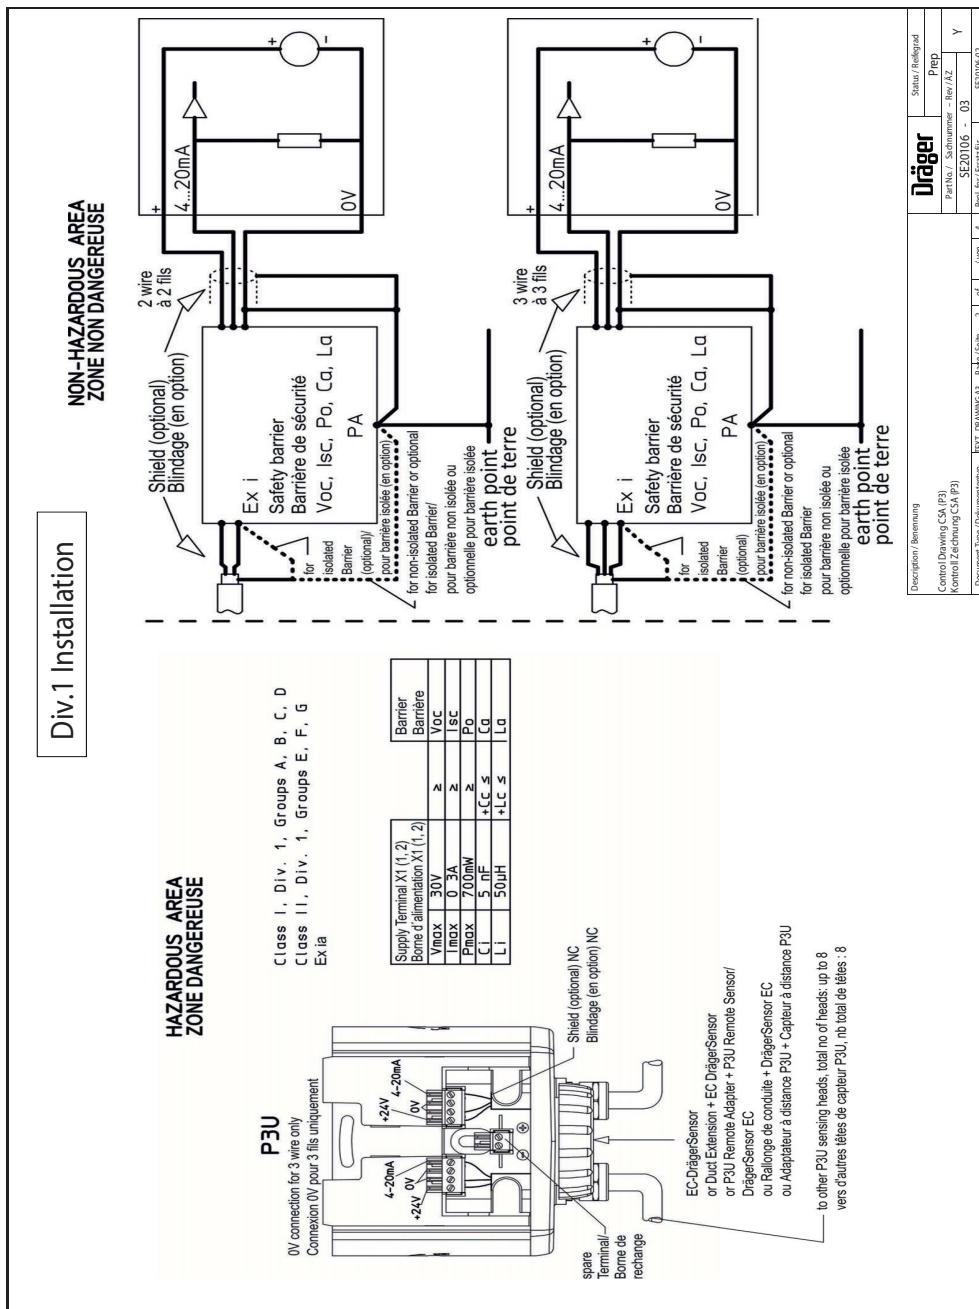 Div.1 Installation
HAZARDOUS AREA
ZONE DANGEREUSE
P3U
0V connection for 3 wire only
Connexion 0V pour 3 fils uniquement
4-20mA
0V
+24V
+24V
0V
4-20mA
spare
Terminal/
Borne de
rechange
Shield (optional) NC
Blindage (en option) NC
EC-DrägerSensor
or Duct Extension + EC DrägerSensor
or P3U Remote Adapter + P3U Remote Sensor/
DrägerSensor EC
ou Rallonge de conduite + DrägerSensor EC
ou Adaptateur à distance P3U + Capteur à distance P3U
to other P3U sensing heads, total no of heads: up to 8
vers d'autres têtes de capteur P3U, nb total de têtes : 8
Class I, Div. 1, Groups A, B, C, D
Class II, Div. 1, Groups E, F, G
Ex ia
Supply Terminal X1 (1, 2)
Borne d'alimentation X1 (1, 2)
Barrier
Barrière
Vmax 30V ≥ Voc
Imax 0 3A ≥ Isc
Pmax 700mW ≥ Po
Ci 5 nF +Cc ≤ Ca
Li 50µH +Lc ≤ La
NON-HAZARDOUS AREA
ZONE NON DANGEREUSE
Shield (optional)
Blindage (en option)
2 wire
à 2 fils
+
4...20mA
0V
+
-
Ex i
Safety barrier
Barrière de sécurité
Voc, Isc, Po, Ca, La
PA
for
isolated
Barrier
(optional)/
pour barrière isolée (en option)
for non-isolated Barrier or optional
for isolated Barrier/
pour barrière non isolée ou
optionnelle pour barrière isolée
earth point
point de terre
Shield (optional)
Blindage (en option)
3 wire
à 3 fils
+
4...20mA
0V
+
-
Ex i
Safety barrier
Barrière de sécurité
Voc, Isc, Po, Ca, La
PA
for
isolated
Barrier
(optional)
pour barrière isolée (en option)
for non-isolated Barrier or optional
for isolated Barrier
pour barrière non isolée ou
optionnelle pour barrière isolée
earth point
point de terre
Description / Benennung
Control Drawing CSA (P3)
Kontroll Zeichnung CSA (P3)
Dräger
Status / Reifegrad
Prep
Part No. / Sachnummer - Rev / ÄZ
SE20106 - 03
Y